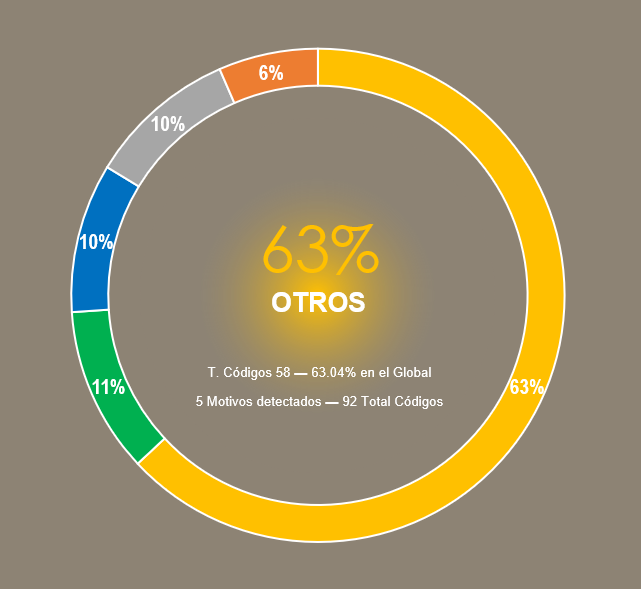 6%
10%
10%
63%
OTROS
T. Códigos 58 — 63.04% en el Global
11%
63%
5 Motivos detectados — 92 Total Códigos